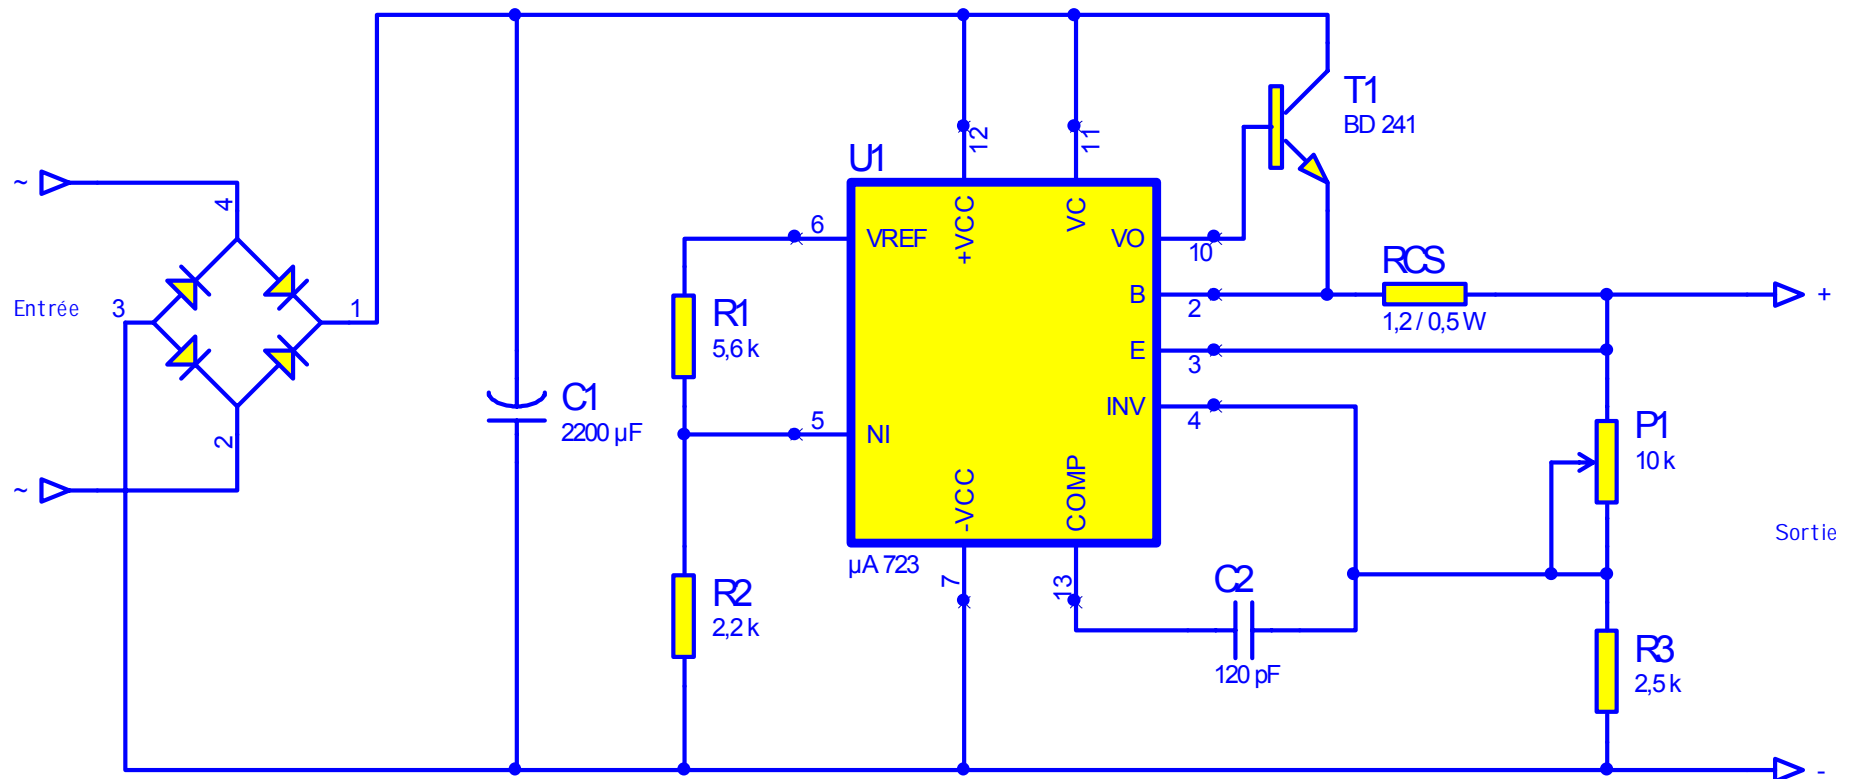 T1
BD 241
12
11
U1
~
4
6
VREF
+VCC
VC
VO
10
RCS
Entrée
3
1
B
2
1,2 / 0,5 W
+
R1
5,6 k
E
3
C1
2200 µF
5
NI
INV
4
P1
10 k
2
~
-VCC
COMP
Sortie
µA 723
7
13
C2
120 pF
R2
2,2 k
R3
2,5 k
-